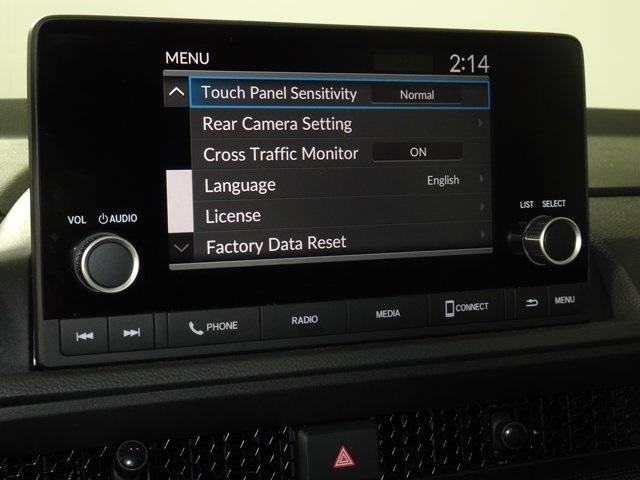 MENU 2:14
Touch Panel Sensitivity Normal
Rear Camera Setting
Cross Traffic Monitor ON
Language English
License
Factory Data Reset
VOL AUDIO
LIST SELECT
PHONE RADIO MEDIA CONNECT MENU